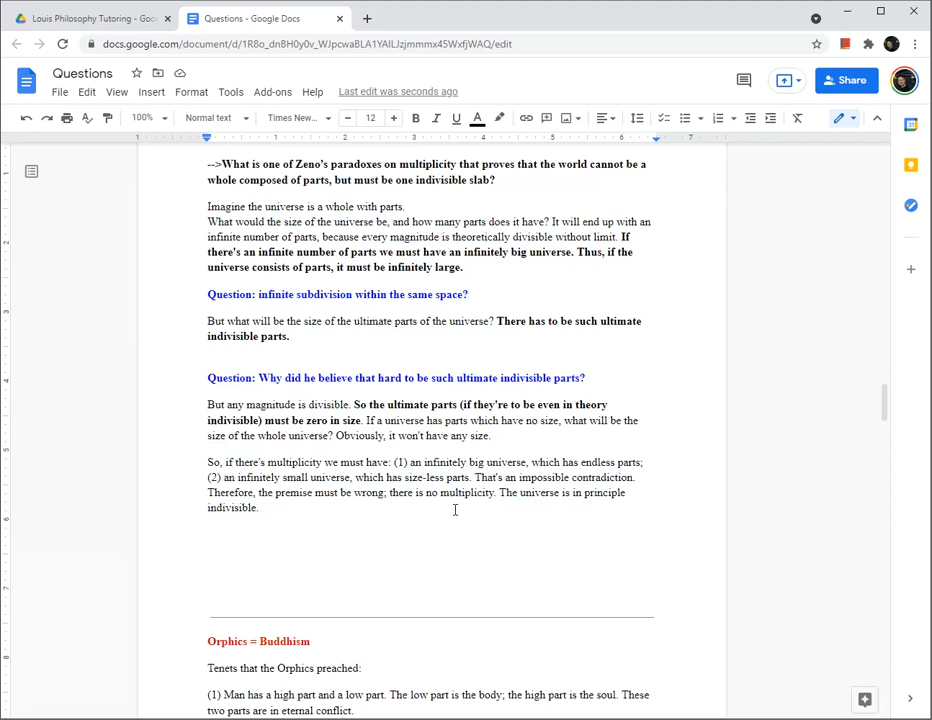 Louis Philosophy Tutoring - Goo
Questions - Google Docs
docs.google.com/document/d/1R8o_dnBH0y0v_WJpcwaBLA1YAlLJzjmmmx45WxfjWAQ/edit
Questions
File Edit View Insert Format Tools Add-ons Help Last edit was seconds ago
Share
100% Normal text Times New... 12 B I U A
1 1 2 3 4 5 6 7
-->What is one of Zeno's paradoxes on multiplicity that proves that the world cannot be a
whole composed of parts, but must be one indivisible slab?
Imagine the universe is a whole with parts.
What would the size of the universe be, and how many parts does it have? It will end up with an
infinite number of parts, because every magnitude is theoretically divisible without limit. If
there's an infinite number of parts we must have an infinitely big universe. Thus, if the
universe consists of parts, it must be infinitely large.
Question: infinite subdivision within the same space?
But what will be the size of the ultimate parts of the universe? There has to be such ultimate
indivisible parts.
Question: Why did he believe that hard to be such ultimate indivisible parts?
But any magnitude is divisible. So the ultimate parts (if they're to be even in theory
indivisible) must be zero in size. If a universe has parts which have no size, what will be the
size of the whole universe? Obviously, it won't have any size.
So, if there's multiplicity we must have: (1) an infinitely big universe, which has endless parts;
(2) an infinitely small universe, which has size-less parts. That's an impossible contradiction.
Therefore, the premise must be wrong; there is no multiplicity. The universe is in principle
indivisible.
Orphics = Buddhism
Tenets that the Orphics preached:
(1) Man has a high part and a low part. The low part is the body; the high part is the soul. These
two parts are in eternal conflict.